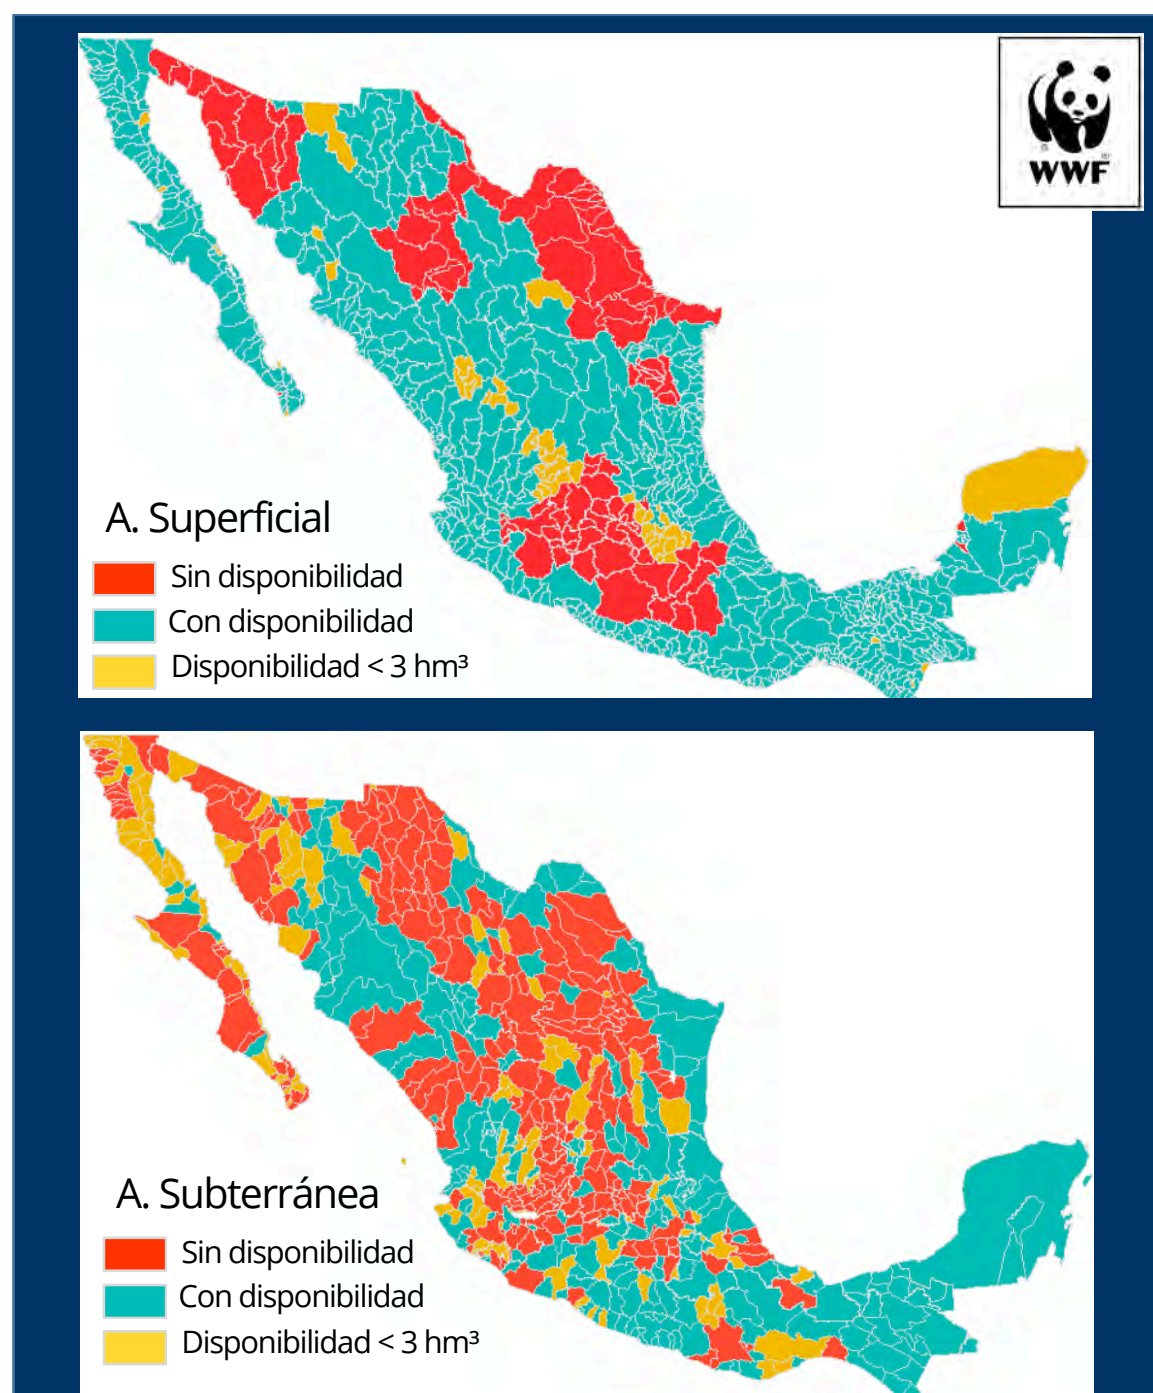 WWF
A. Superficial
Sin disponibilidad
Con disponibilidad
Disponibilidad < 3 hm³
A. Subterránea
Sin disponibilidad
Con disponibilidad
Disponibilidad < 3 hm³